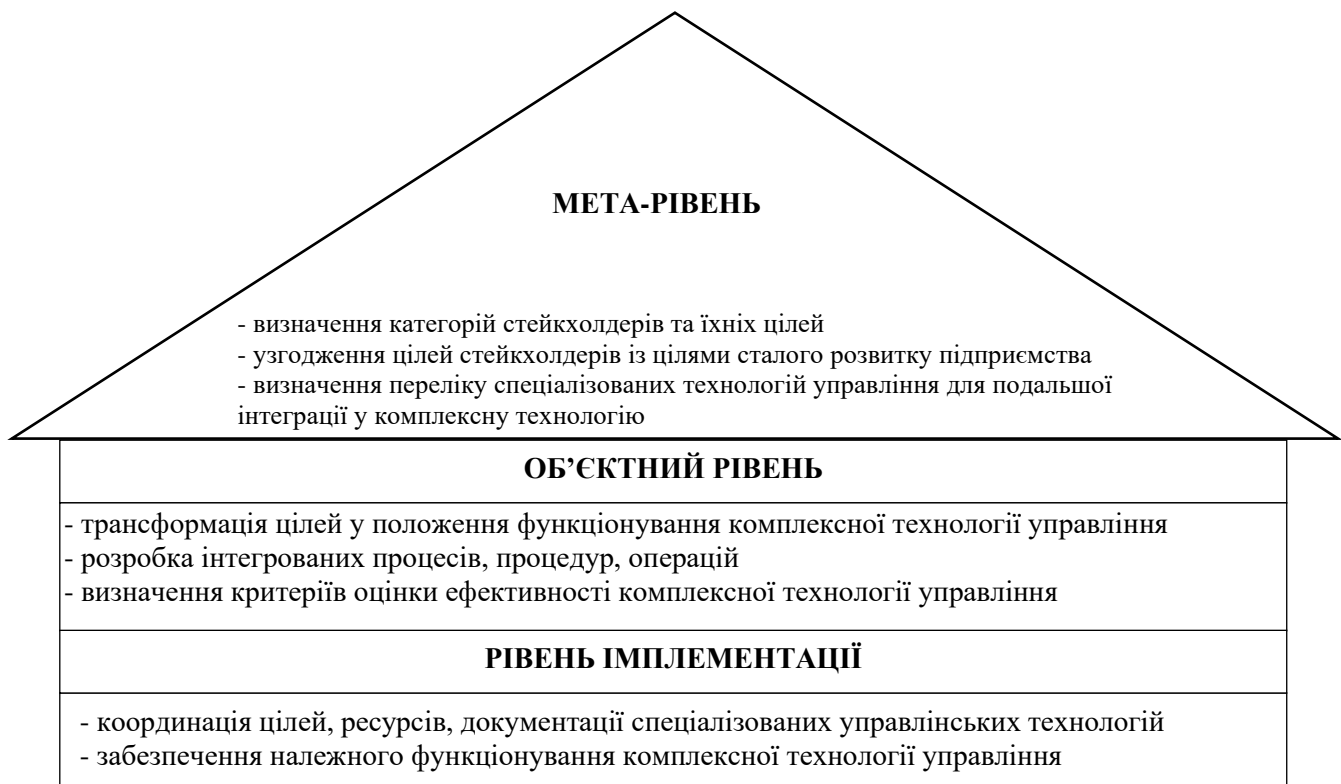 МЕТА-РІВЕНЬ
- визначення категорій стейкхолдерів та їхніх цілей
- узгодження цілей стейкхолдерів із цілями сталого розвитку підприємства
- визначення переліку спеціалізованих технологій управління для подальшої
інтеграції у комплексну технологію
ОБ’ЄКТНИЙ РІВЕНЬ
- трансформація цілей у положення функціонування комплексної технології управління
- розробка інтегрованих процесів, процедур, операцій
- визначення критеріїв оцінки ефективності комплексної технології управління
РІВЕНЬ ІМПЛЕМЕНТАЦІЇ
- координація цілей, ресурсів, документації спеціалізованих управлінських технологій
- забезпечення належного функціонування комплексної технології управління